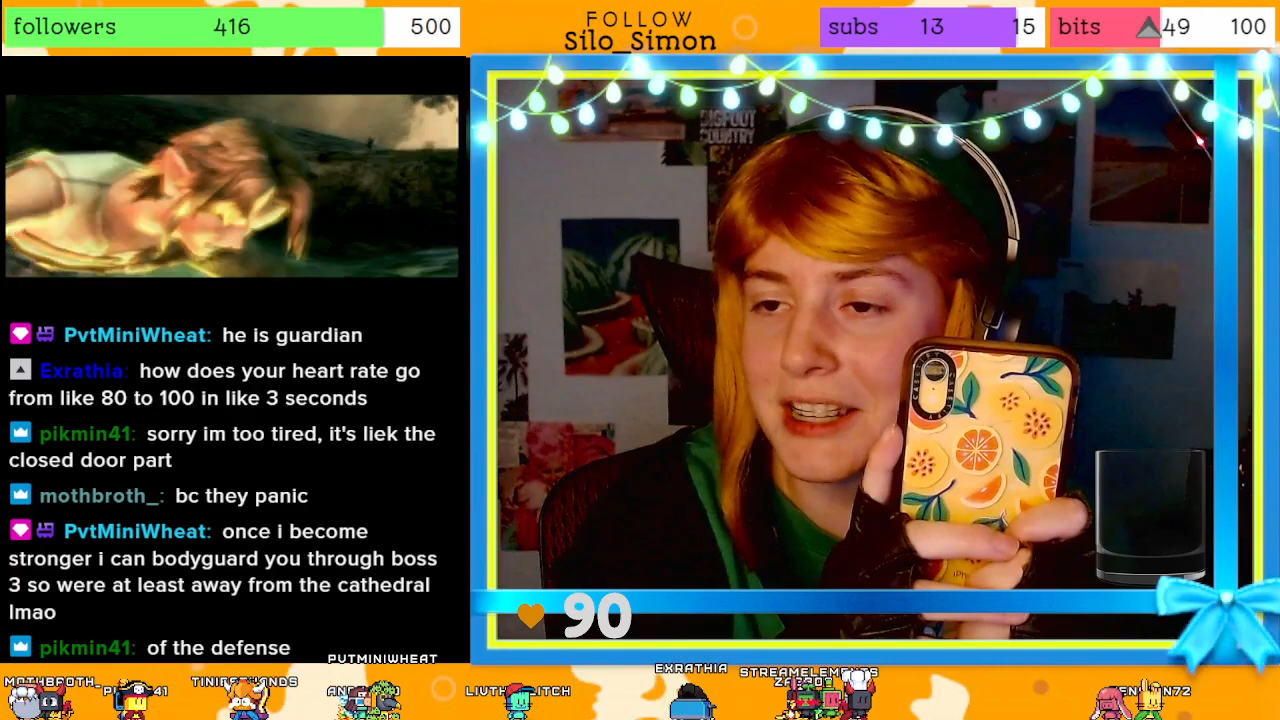 followers 416 500
FOLLOW
Silo_Simon
subs 13 15
bits 49 100
BIGFOOT
COUNTRY
PvtMiniWheat: he is guardian
Exrathia: how does your heart rate go
from like 80 to 100 in like 3 seconds
pikmin41: sorry im too tired, it's liek the
closed door part
mothbroth_: bc they panic
PvtMiniWheat: once i become
stronger i can bodyguard you through boss
3 so were at least away from the cathedral
lmao
pikmin41: of the defense
CASETiFY
90
PVTMINIWHEAT
EXRATHIA
STREAMELEMENTS
MOTHBROTH_